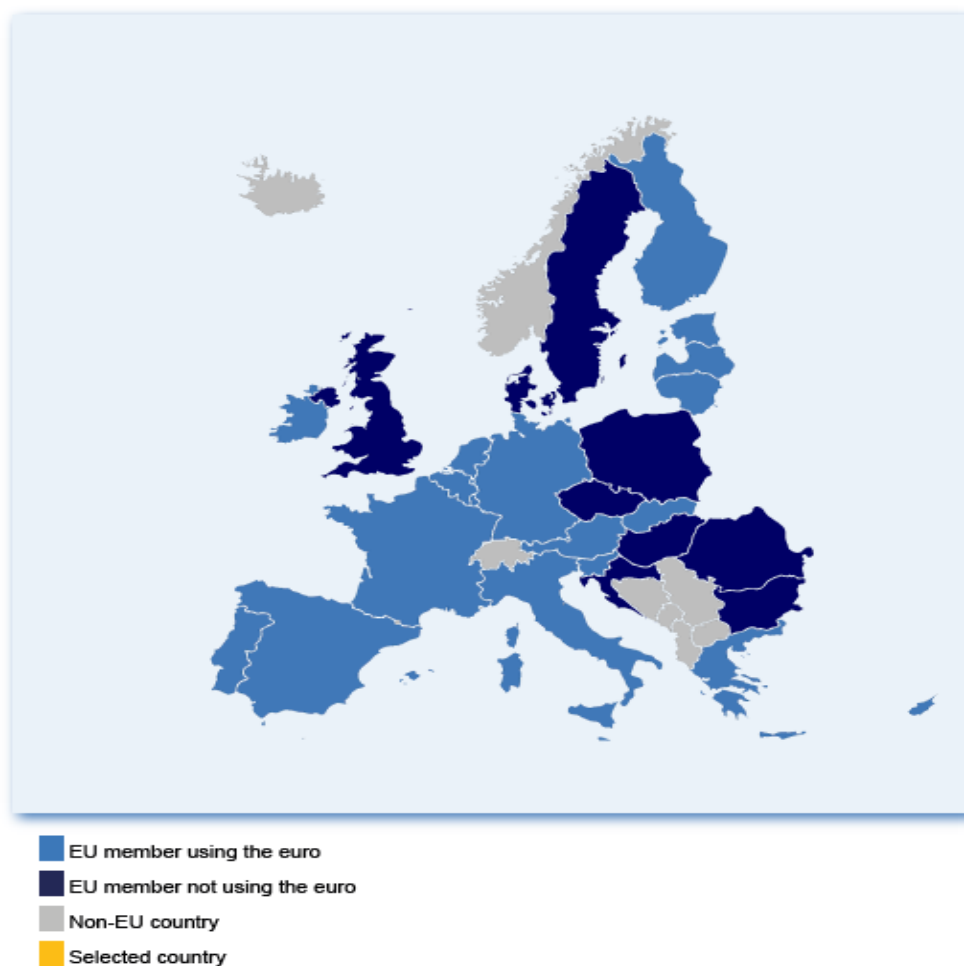 EU member using the euro
EU member not using the euro
Non-EU country
Selected country